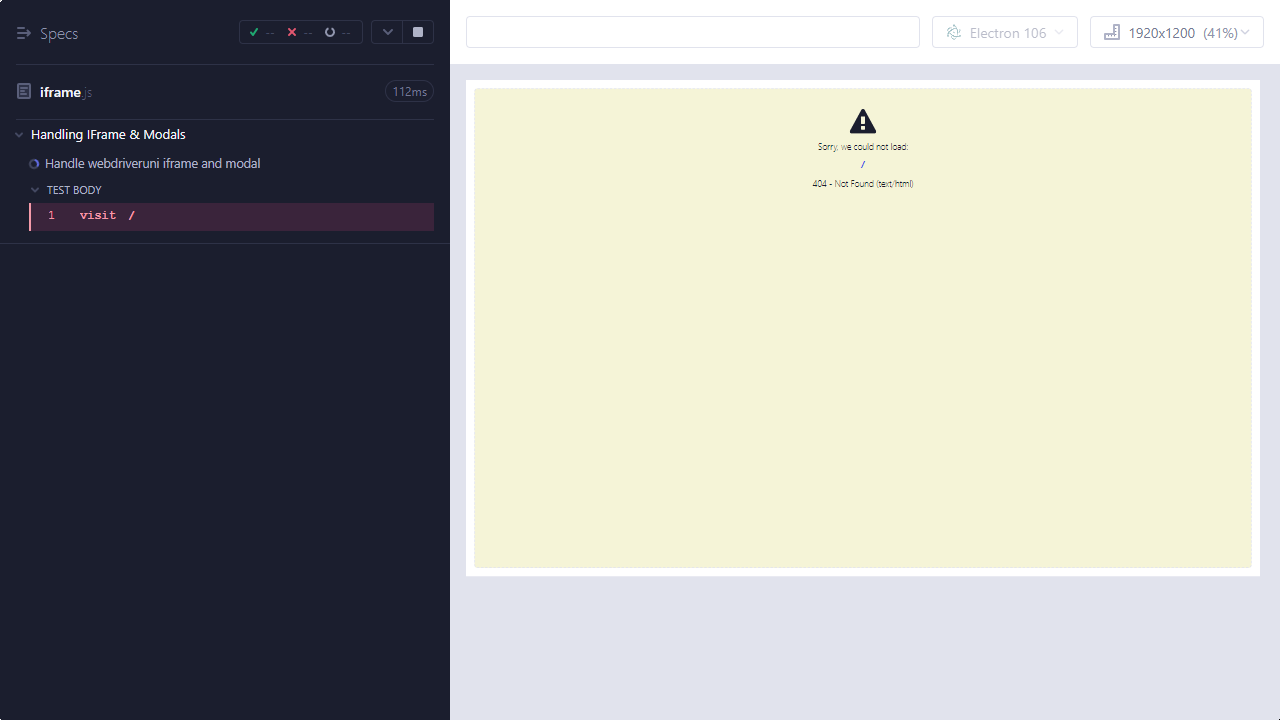 Specs
-- -- --
iframe.js
112ms
Handling IFrame & Modals
Handle webdriveruni iframe and modal
TEST BODY
1 visit /
Electron 106
1920x1200 (41%)
Sorry, we could not load:
/
404 - Not Found (text/html)